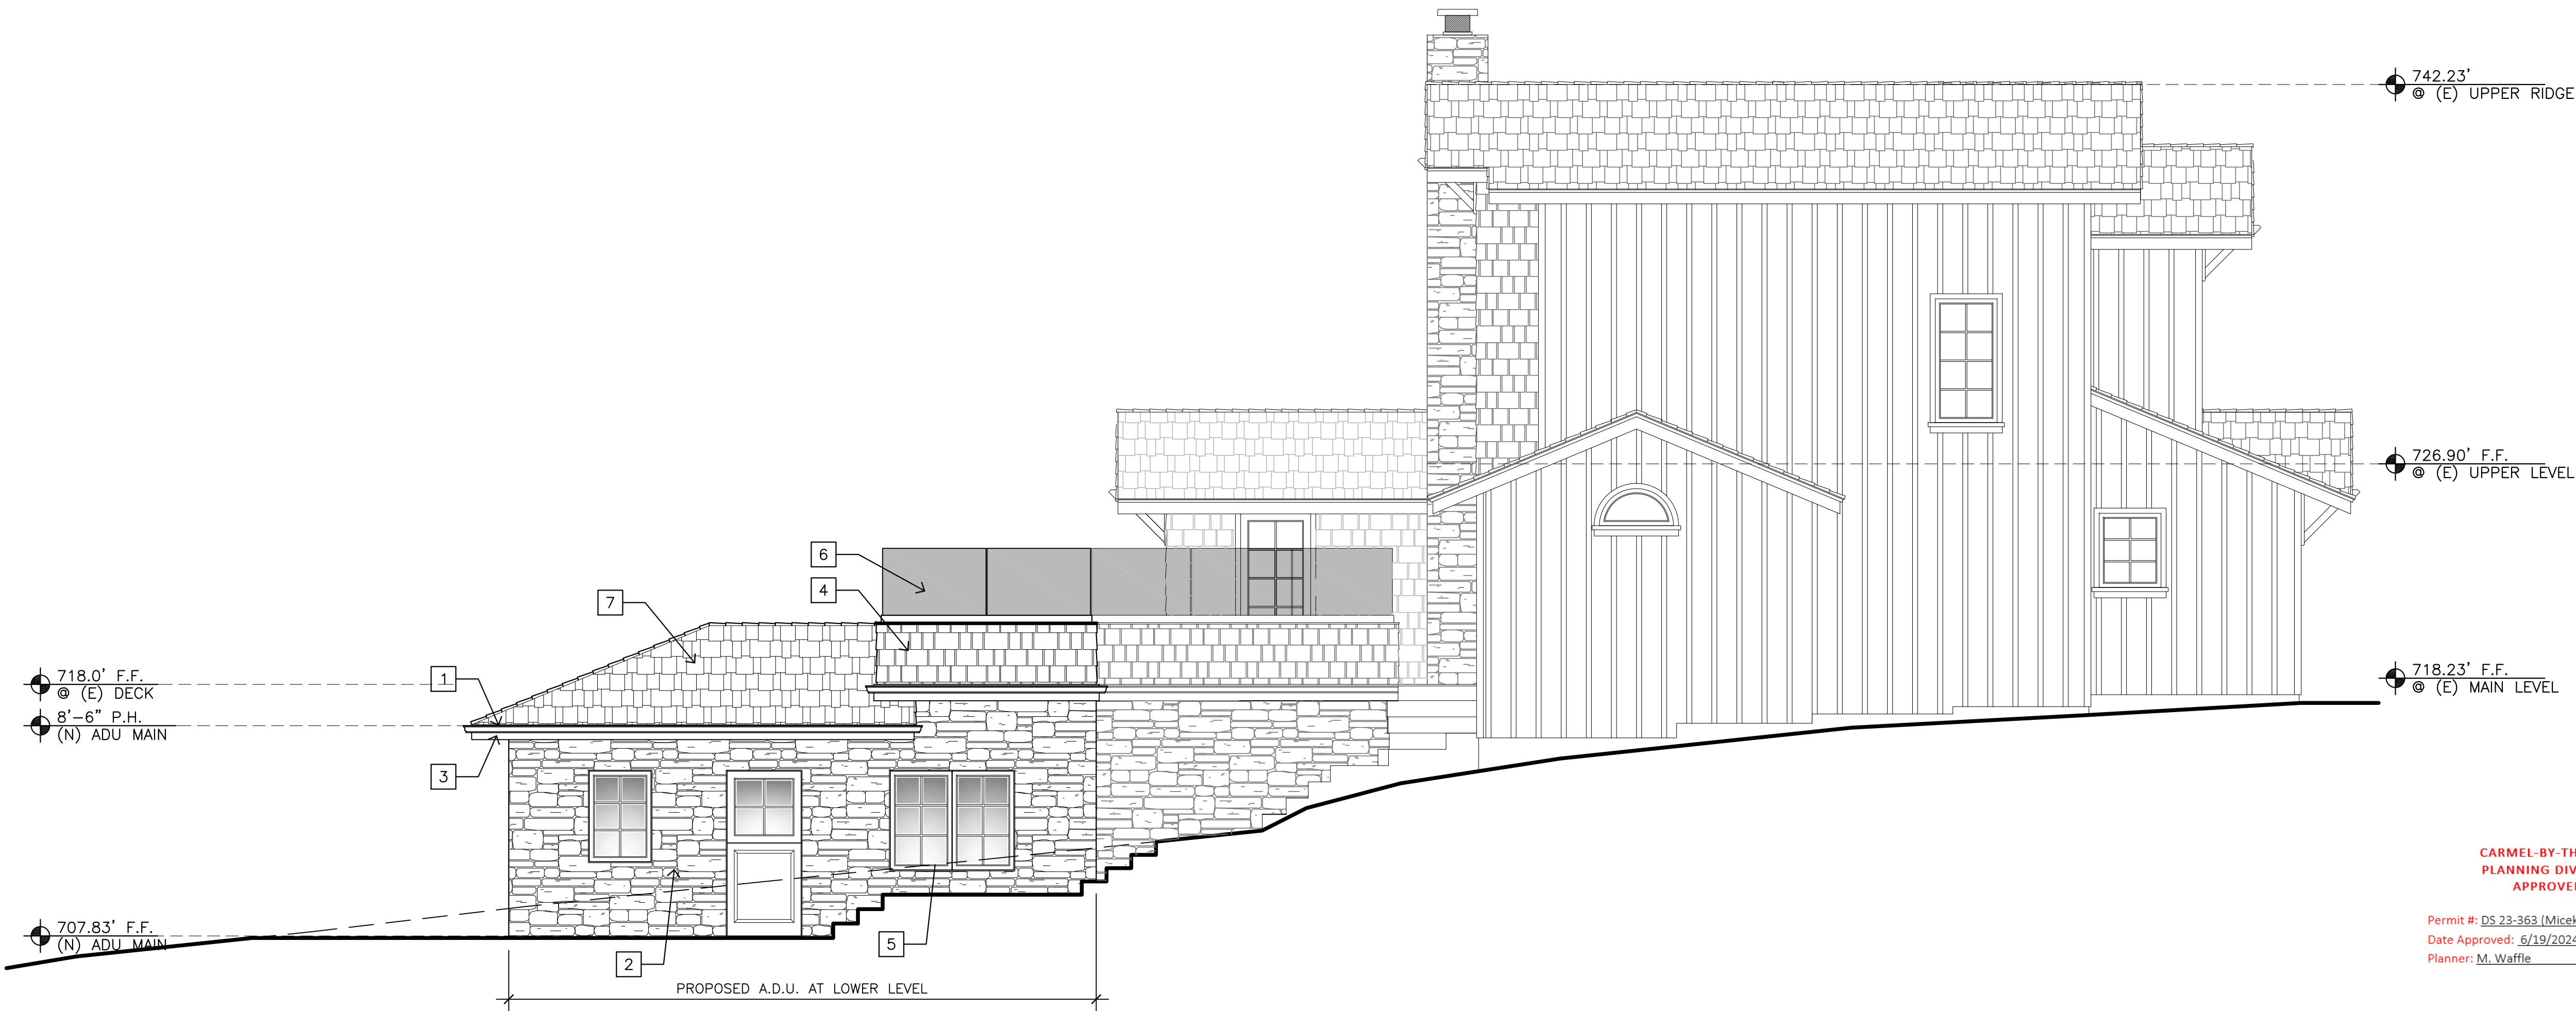 742.23'
@ (E) UPPER RIDGE
726.90' F.F.
@ (E) UPPER LEVEL
6
4
7
718.0' F.F.
@ (E) DECK
1
718.23' F.F.
@ (E) MAIN LEVEL
8'-6" P.H.
(N) ADU MAIN
3
707.83' F.F.
(N) ADU MAIN
2
5
PROPOSED A.D.U. AT LOWER LEVEL
CARMEL-BY-TH
PLANNING DIV
APPROVE
Permit #: DS 23-363 (Micek
Date Approved: 6/19/2024
Planner: M. Waffle